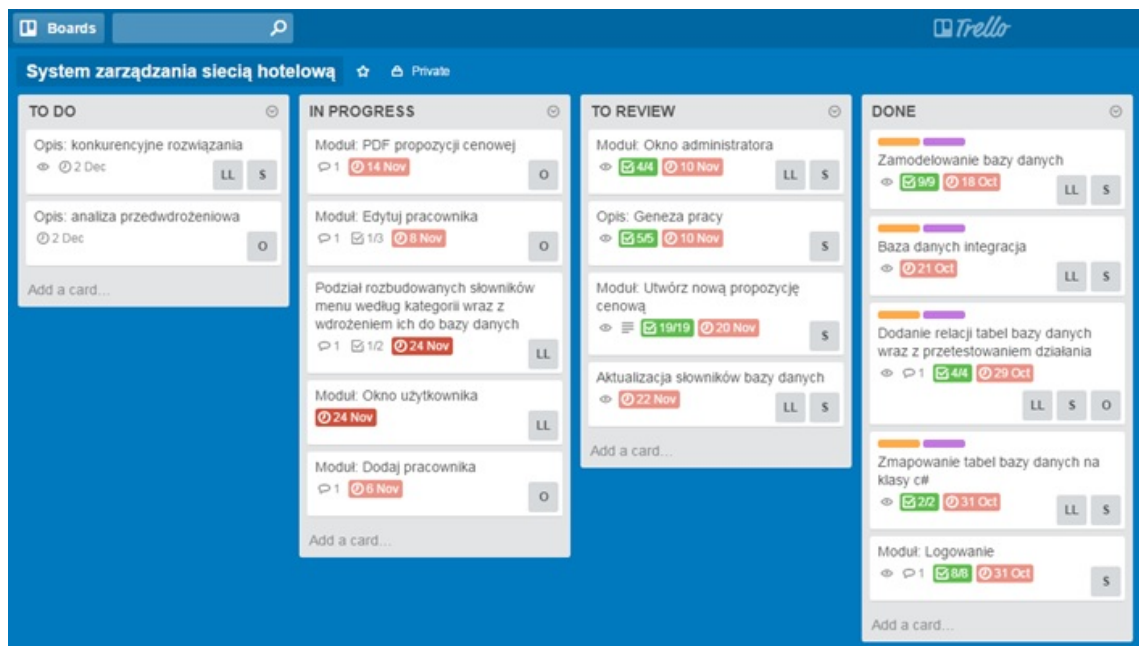 Boards
Trello
System zarządzania siecią hotelową
Private
TO DO
Opis: konkurencyjne rozwiązania
2 Dec
LL S
Opis: analiza przedwdrożeniowa
2 Dec
O
Add a card...
IN PROGRESS
Moduł: PDF propozycji cenowej
1 14 Nov
O
Moduł: Edytuj pracownika
1 1/3 8 Nov
O
Podział rozbudowanych słowników
menu według kategorii wraz z
wdrożeniem ich do bazy danych
1 1/2 24 Nov
LL
Moduł: Okno użytkownika
24 Nov
LL
Moduł: Dodaj pracownika
1 6 Nov
O
Add a card...
TO REVIEW
Moduł: Okno administratora
4/4 10 Nov
LL S
Opis: Geneza pracy
5/5 10 Nov
S
Moduł: Utwórz nową propozycję
cenową
19/19 20 Nov
S
Aktualizacja słowników bazy danych
22 Nov
LL S
Add a card...
DONE
Zamodelowanie bazy danych
9/9 18 Oct
LL S
Baza danych integracja
21 Oct
LL S
Dodanie relacji tabel bazy danych
wraz z przetestowaniem działania
1 4/4 29 Oct
LL S O
Zmapowanie tabel bazy danych na
klasy c#
2/2 31 Oct
LL S
Moduł: Logowanie
1 8/8 31 Oct
S
Add a card...